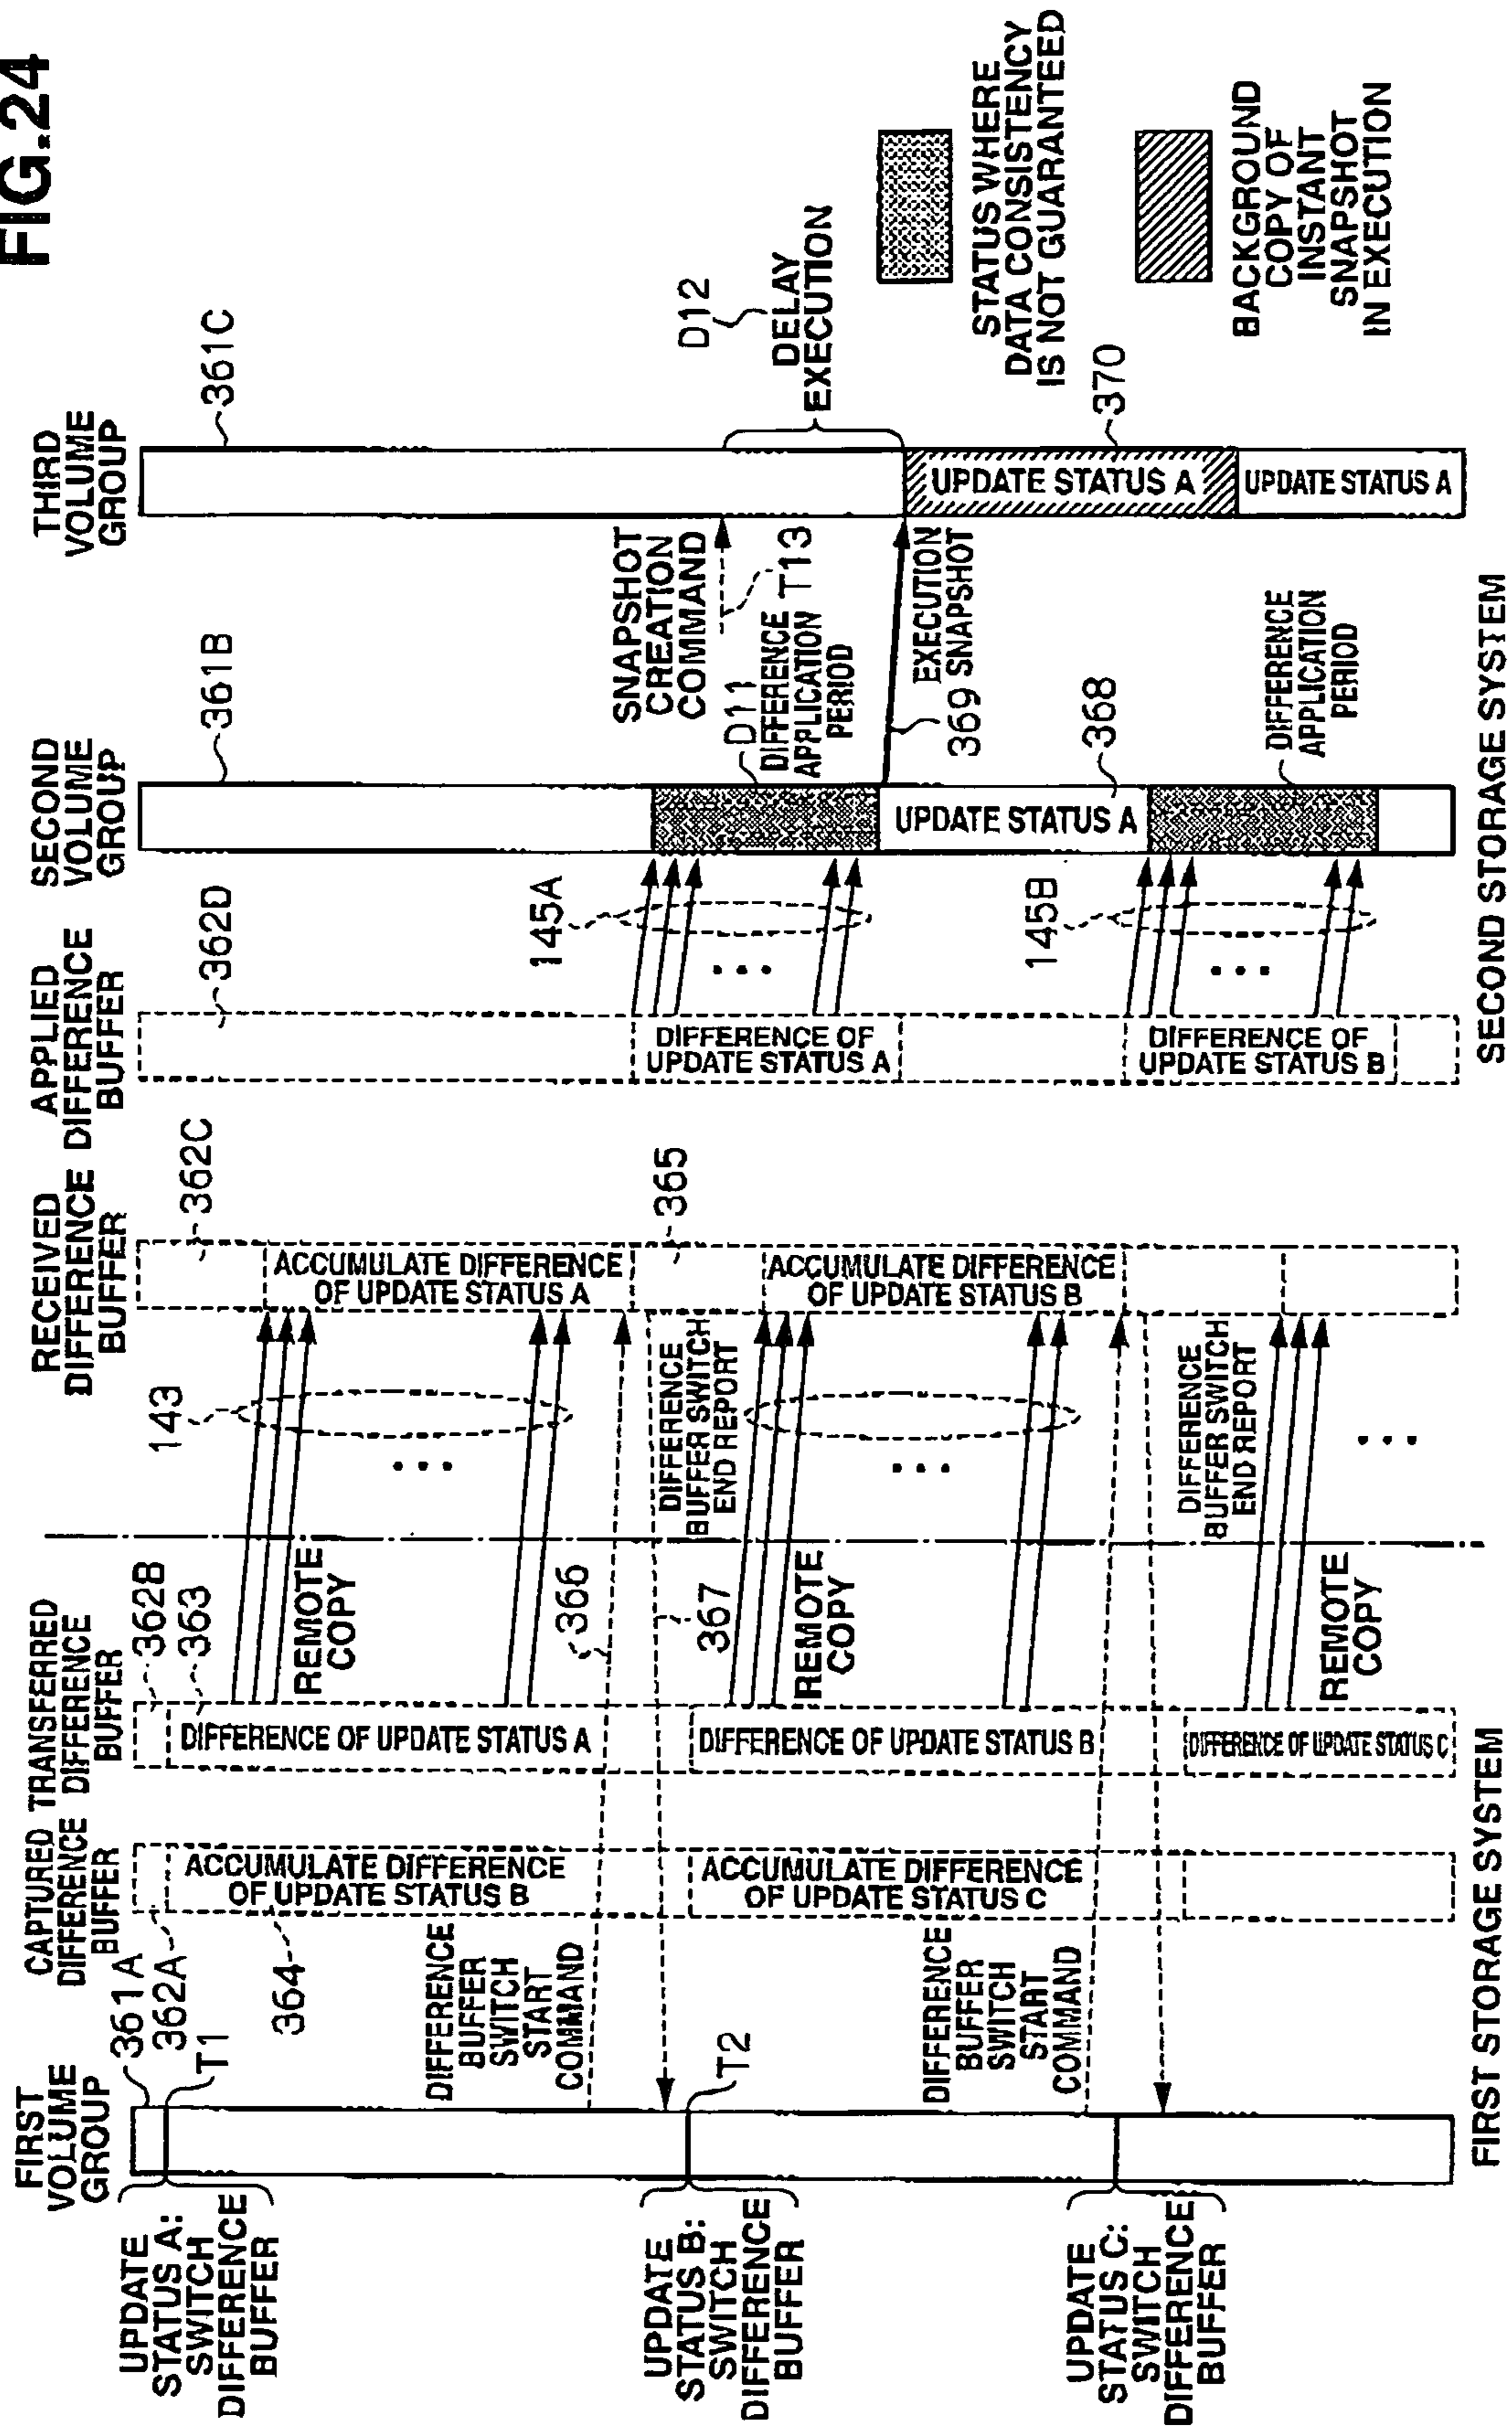 FIG.24
FIRST
VOLUME
GROUP
CAPTURED
DIFFERENCE
BUFFER
TRANSFERRED
DIFFERENCE
BUFFER
RECEIVED
DIFFERENCE
BUFFER
APPLIED
DIFFERENCE
BUFFER
SECOND
VOLUME
GROUP
THIRD
VOLUME
GROUP
361A
362A
T1
364
362B
363
362C
362D
361B
361C
UPDATE
STATUS A:
SWITCH
DIFFERENCE
BUFFER
ACCUMULATE DIFFERENCE
OF UPDATE STATUS B
DIFFERENCE OF UPDATE STATUS A
REMOTE
COPY
143
ACCUMULATE DIFFERENCE
OF UPDATE STATUS A
DIFFERENCE
BUFFER
SWITCH
START
COMMAND
366
367
DIFFERENCE
BUFFER SWITCH
END REPORT
365
145A
DIFFERENCE OF
UPDATE STATUS A
D11
DIFFERENCE
APPLICATION
PERIOD
SNAPSHOT
CREATION
COMMAND
T13
D12
DELAY
EXECUTION
UPDATE
STATUS B:
SWITCH
DIFFERENCE
BUFFER
T2
ACCUMULATE DIFFERENCE
OF UPDATE STATUS C
DIFFERENCE OF UPDATE STATUS B
REMOTE
COPY
ACCUMULATE DIFFERENCE
OF UPDATE STATUS B
UPDATE STATUS A
369
EXECUTION
SNAPSHOT
368
UPDATE STATUS A
370
UPDATE STATUS A
DIFFERENCE
BUFFER
SWITCH
START
COMMAND
DIFFERENCE
BUFFER SWITCH
END REPORT
145B
DIFFERENCE OF
UPDATE STATUS B
DIFFERENCE
APPLICATION
PERIOD
UPDATE
STATUS C:
SWITCH
DIFFERENCE
BUFFER
DIFFERENCE OF UPDATE STATUS C
REMOTE
COPY
STATUS WHERE
DATA CONSISTENCY
IS NOT GUARANTEED
BACKGROUND
COPY OF
INSTANT
SNAPSHOT
IN EXECUTION
FIRST STORAGE SYSTEM
SECOND STORAGE SYSTEM